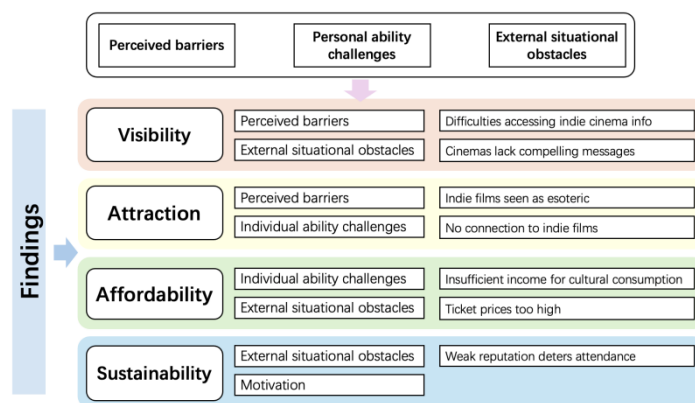 Perceived barriers
Personal ability
challenges
External situational
obstacles
Findings
Visibility
Perceived barriers
Difficulties accessing indie cinema info
External situational obstacles
Cinemas lack compelling messages
Attraction
Perceived barriers
Indie films seen as esoteric
Individual ability challenges
No connection to indie films
Affordability
Individual ability challenges
Insufficient income for cultural consumption
External situational obstacles
Ticket prices too high
Sustainability
External situational obstacles
Weak reputation deters attendance
Motivation